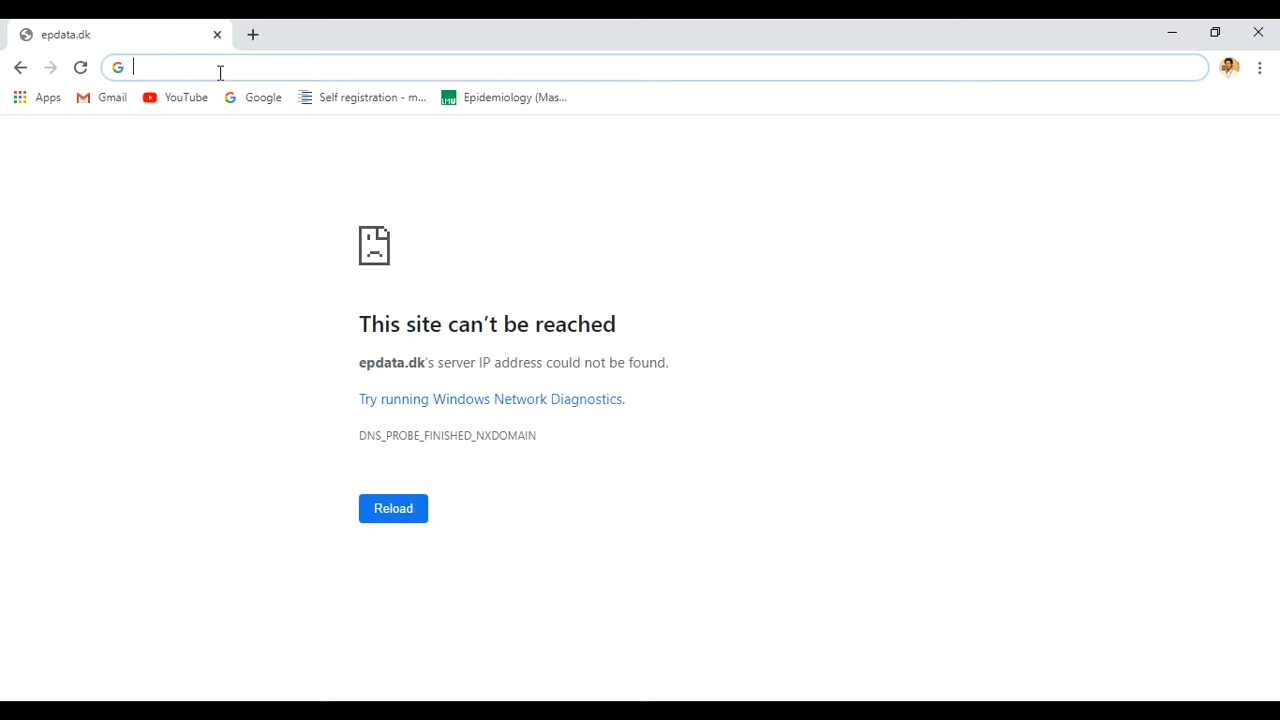 epdata.dk
Apps Gmail YouTube Google Self registration - m... Epidemiology (Mas...
This site can't be reached
epdata.dk's server IP address could not be found.
Try running Windows Network Diagnostics.
DNS_PROBE_FINISHED_NXDOMAIN
Reload